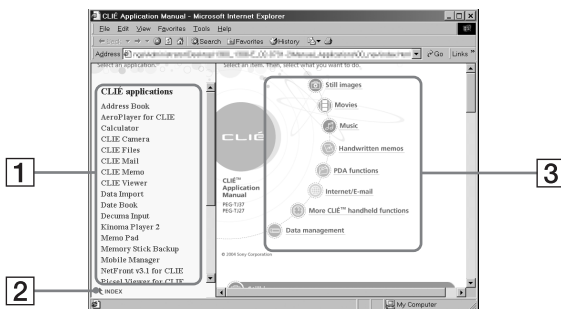 CLIÉ Application Manual - Microsoft Internet Explorer
File Edit View Favorites Tools Help
Search Favorites History
Address Go Links »
Select an application.
Select an item. Then, select what you want to do.
CLIÉ applications
Address Book
AeroPlayer for CLIE
Calculator
CLIE Camera
CLIE Files
CLIE Mail
CLIE Memo
CLIE Viewer
Data Import
Date Book
Decuma Input
Kinoma Player 2
Memo Pad
Memory Stick Backup
Mobile Manager
NetFront v3.1 for CLIE
Picsel Viewer for CLIE
INDEX
CLIÉ
CLIÉ™
Application
Manual
PEG-TJ37
PEG-TJ27
© 2004 Sony Corporation
Still images
Movies
Music
Handwritten memos
PDA functions
Internet/E-mail
More CLIÉ™ handheld functions
Data management
My Computer
1
2
3